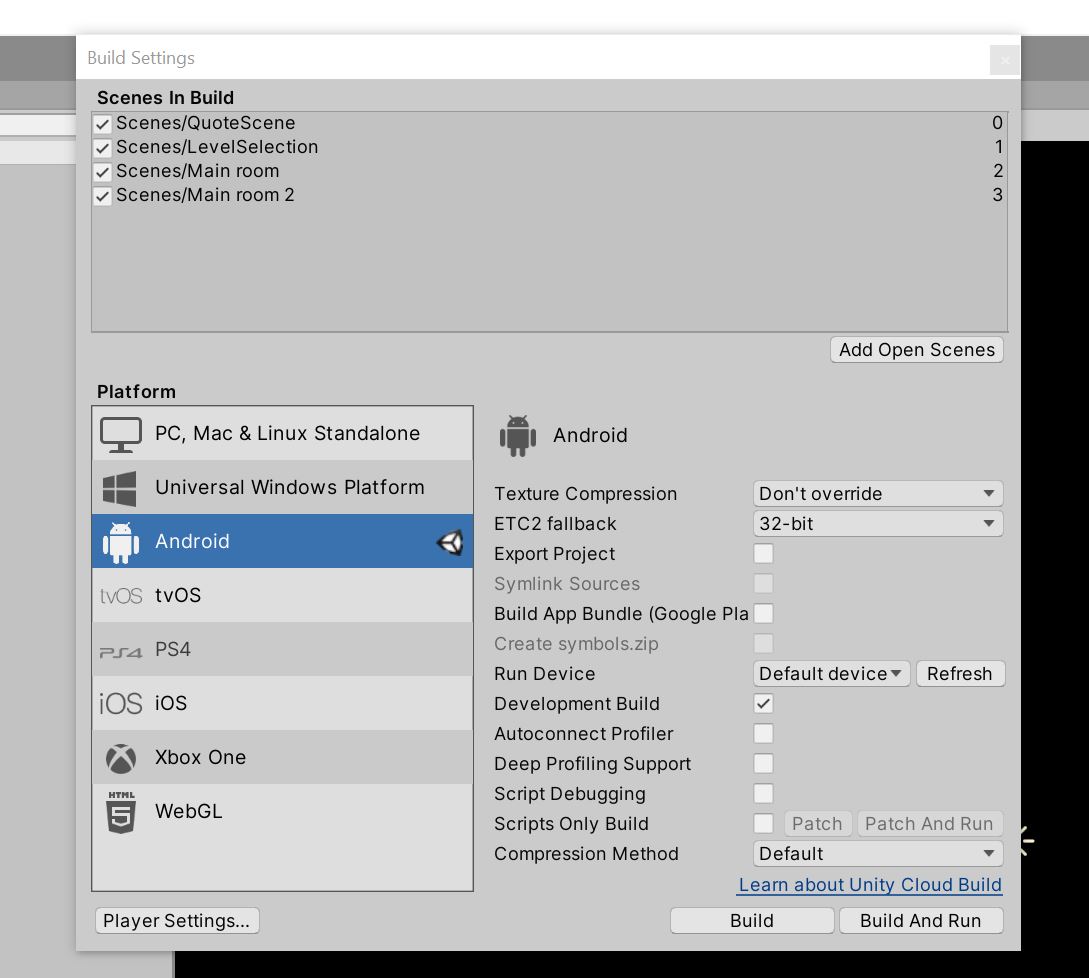 Build Settings
Scenes In Build
Scenes/QuoteScene 0
Scenes/LevelSelection 1
Scenes/Main room 2
Scenes/Main room 2 3
Add Open Scenes
Platform
PC, Mac & Linux Standalone
Universal Windows Platform
Android
tvOS tvOS
PS4 PS4
iOS iOS
Xbox One
HTML 5 WebGL
Android
Texture Compression Don't override
ETC2 fallback 32-bit
Export Project
Symlink Sources
Build App Bundle (Google Pla
Create symbols.zip
Run Device Default device Refresh
Development Build
Autoconnect Profiler
Deep Profiling Support
Script Debugging
Scripts Only Build Patch Patch And Run
Compression Method Default
Learn about Unity Cloud Build
Player Settings... Build Build And Run